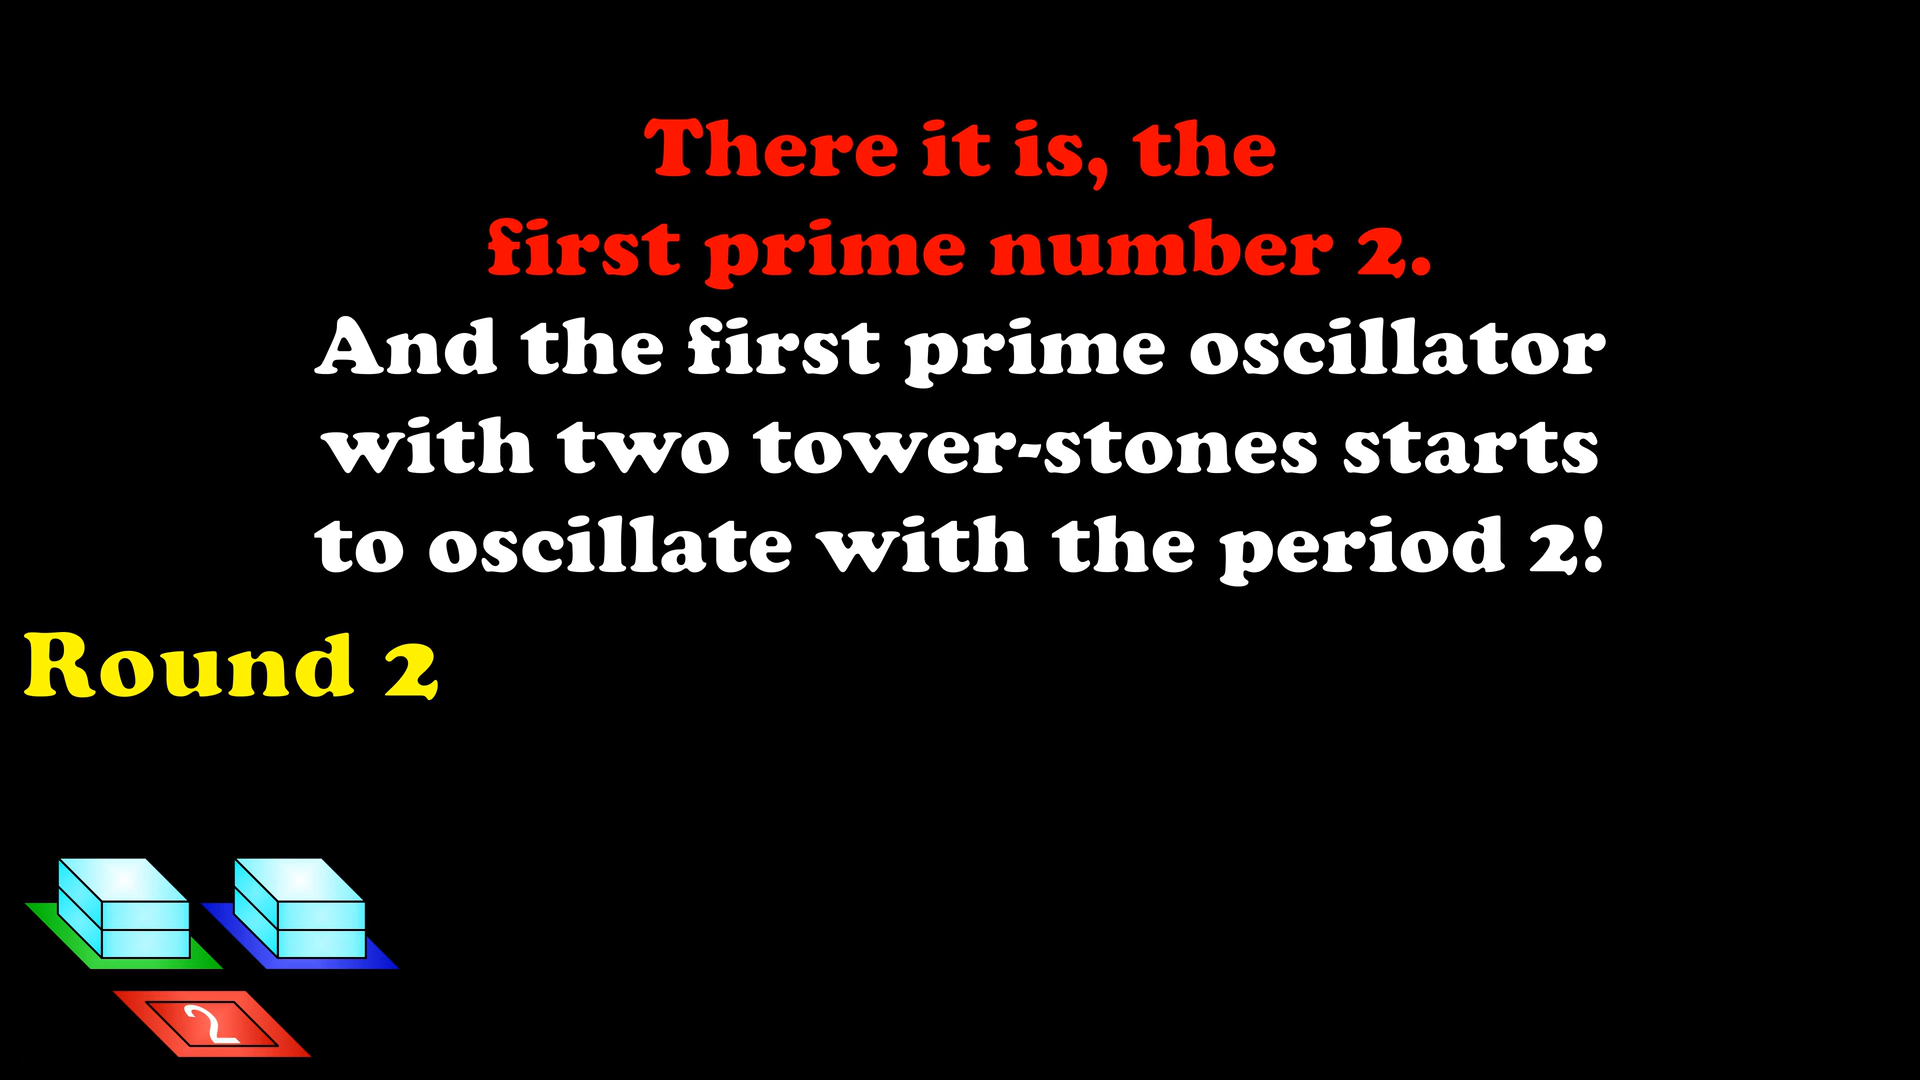 There it is, the
first prime number 2.
And the first prime oscillator
with two tower-stones starts
to oscillate with the period 2!
Round 2
2